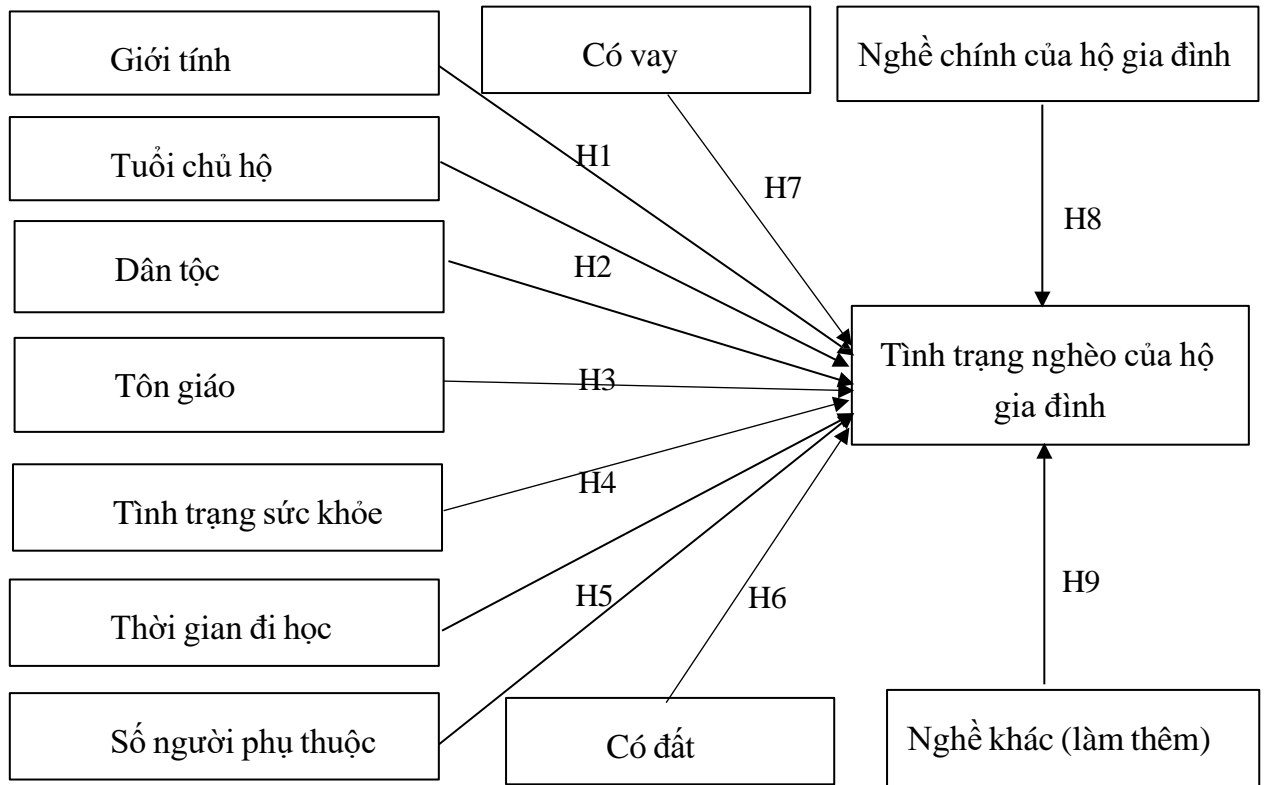 Giới tính
Có vay
Nghề chính của hộ gia đình
Tuổi chủ hộ
H1
H7
H8
Dân tộc
H2
Tôn giáo
H3
Tình trạng nghèo của hộ
gia đình
Tình trạng sức khỏe
H4
Thời gian đi học
H5
H6
H9
Số người phụ thuộc
Có đất
Nghề khác (làm thêm)